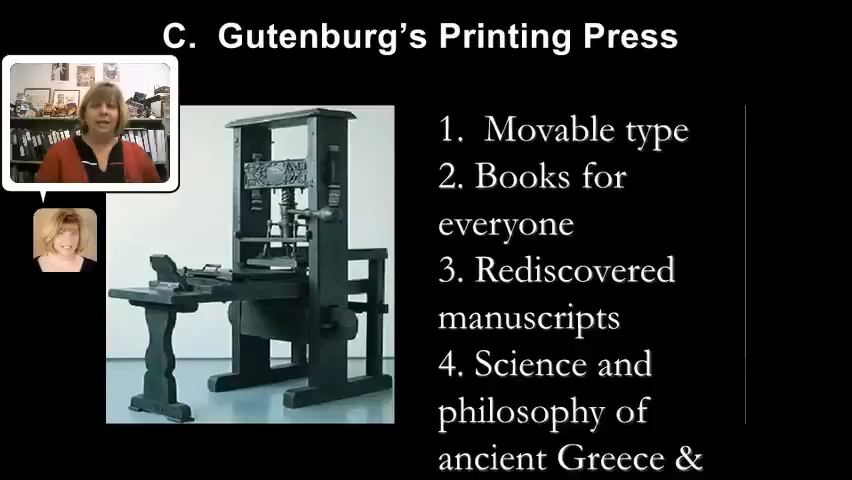 C. Gutenburg's Printing Press
1. Movable type
2. Books for
everyone
3. Rediscovered
manuscripts
4. Science and
philosophy of
ancient Greece &